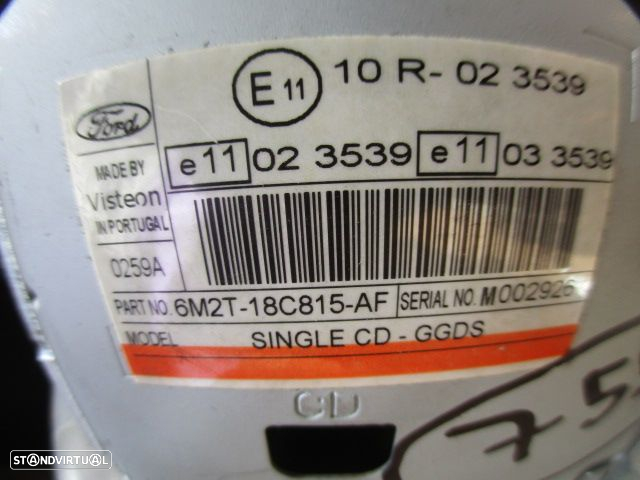 E 11 10 R- 02 3539
Ford
e11 02 3539 e11 03 3539
MADE BY
Visteon
IN PORTUGAL
0259A
PART NO. 6M2T-18C815-AF SERIAL NO. M002926
MODEL SINGLE CD - GGDS
CD
STANDVIRTUAL